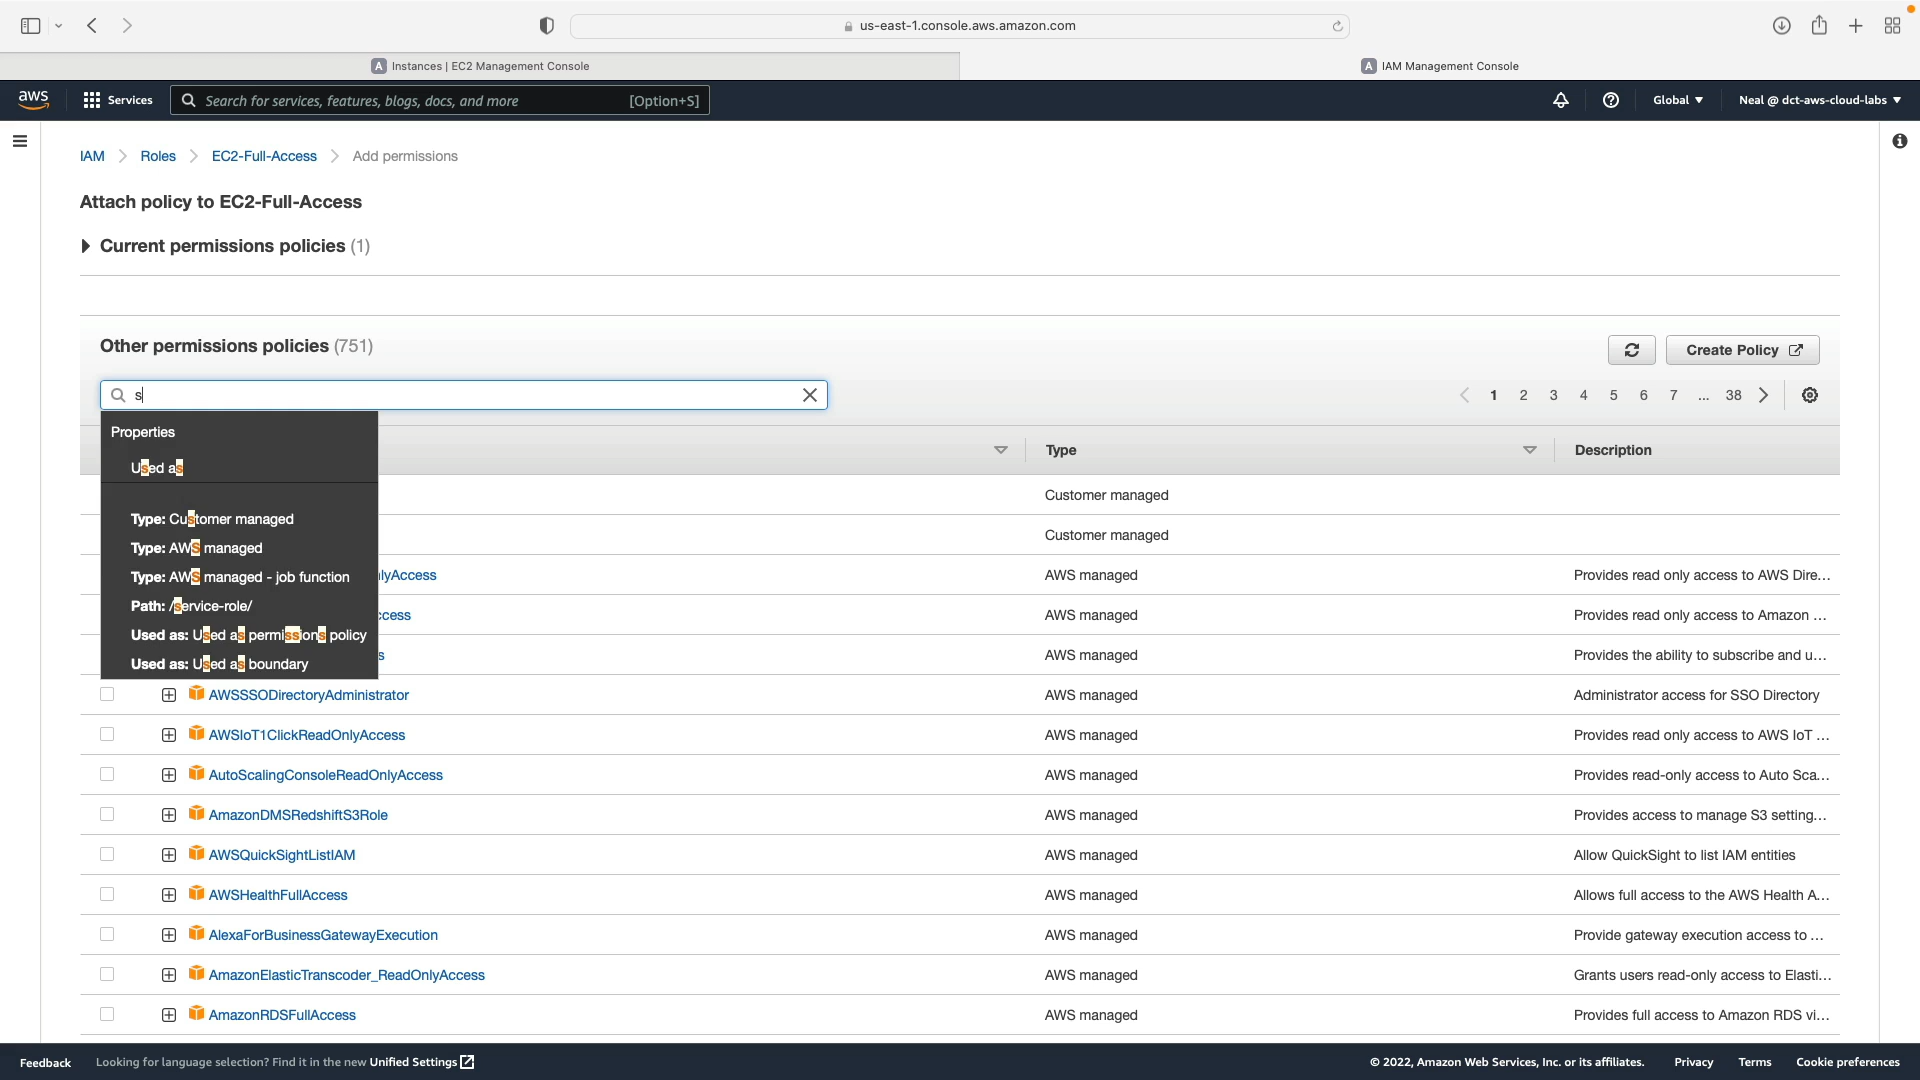 us-east-1.console.aws.amazon.com
A Instances | EC2 Management Console
A IAM Management Console
aws Services Search for services, features, blogs, docs, and more [Option+S] Global ▼ Neal @ dct-aws-cloud-labs ▼
IAM > Roles > EC2-Full-Access > Add permissions
Attach policy to EC2-Full-Access
Current permissions policies (1)
Other permissions policies (751)
Create Policy
s
1 2 3 4 5 6 7 ... 38
Properties
Used as
Type: Customer managed
Type: AWS managed
Type: AWS managed - job function
Path: /service-role/
Used as: Used as permissions policy
Used as: Used as boundary
Type Description
Customer managed
Customer managed
lyAccess AWS managed Provides read only access to AWS Dire...
ccess AWS managed Provides read only access to Amazon ...
s AWS managed Provides the ability to subscribe and u...
AWSSSODirectoryAdministrator AWS managed Administrator access for SSO Directory
AWSIoT1ClickReadOnlyAccess AWS managed Provides read only access to AWS IoT ...
AutoScalingConsoleReadOnlyAccess AWS managed Provides read-only access to Auto Sca...
AmazonDMSRedshiftS3Role AWS managed Provides access to manage S3 setting...
AWSQuickSightListIAM AWS managed Allow QuickSight to list IAM entities
AWSHealthFullAccess AWS managed Allows full access to the AWS Health A...
AlexaForBusinessGatewayExecution AWS managed Provide gateway execution access to ...
AmazonElasticTranscoder_ReadOnlyAccess AWS managed Grants users read-only access to Elasti...
AmazonRDSFullAccess AWS managed Provides full access to Amazon RDS vi...
Feedback Looking for language selection? Find it in the new Unified Settings © 2022, Amazon Web Services, Inc. or its affiliates. Privacy Terms Cookie preferences